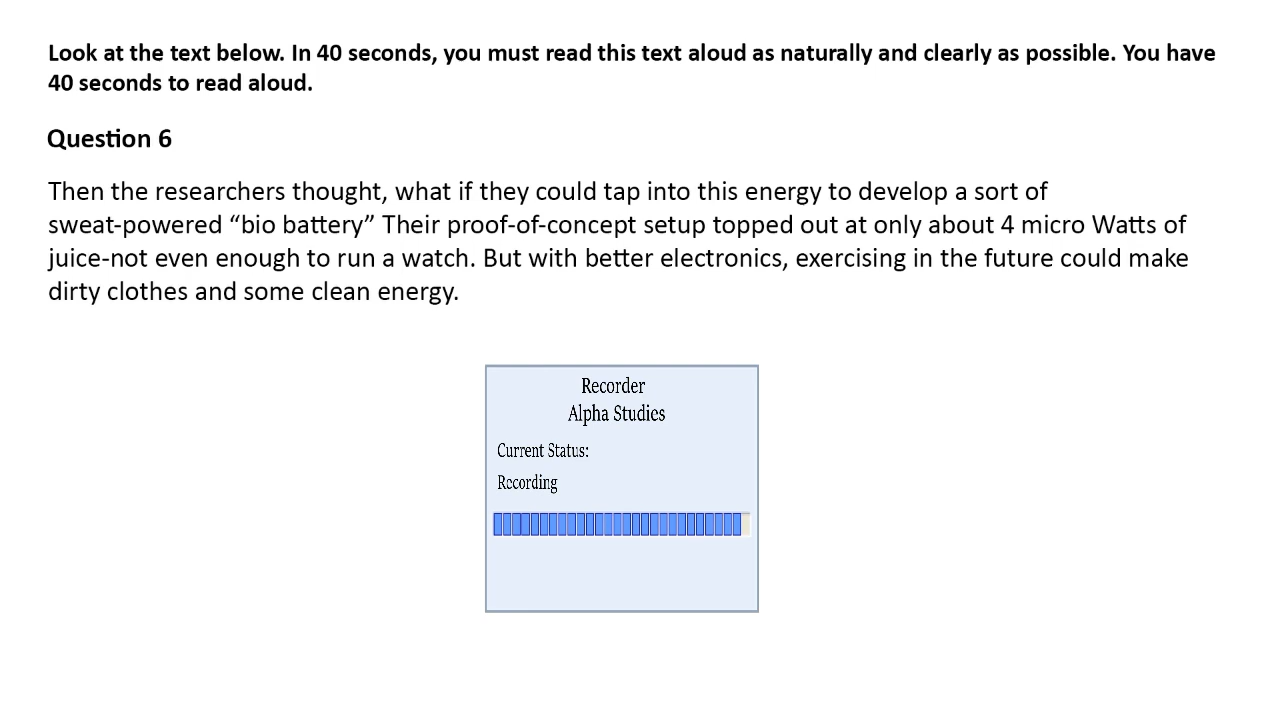 Look at the text below. In 40 seconds, you must read this text aloud as naturally and clearly as possible. You have
40 seconds to read aloud.
Question 6
Then the researchers thought, what if they could tap into this energy to develop a sort of
sweat-powered “bio battery” Their proof-of-concept setup topped out at only about 4 micro Watts of
juice-not even enough to run a watch. But with better electronics, exercising in the future could make
dirty clothes and some clean energy.
Recorder
Alpha Studies
Current Status:
Recording